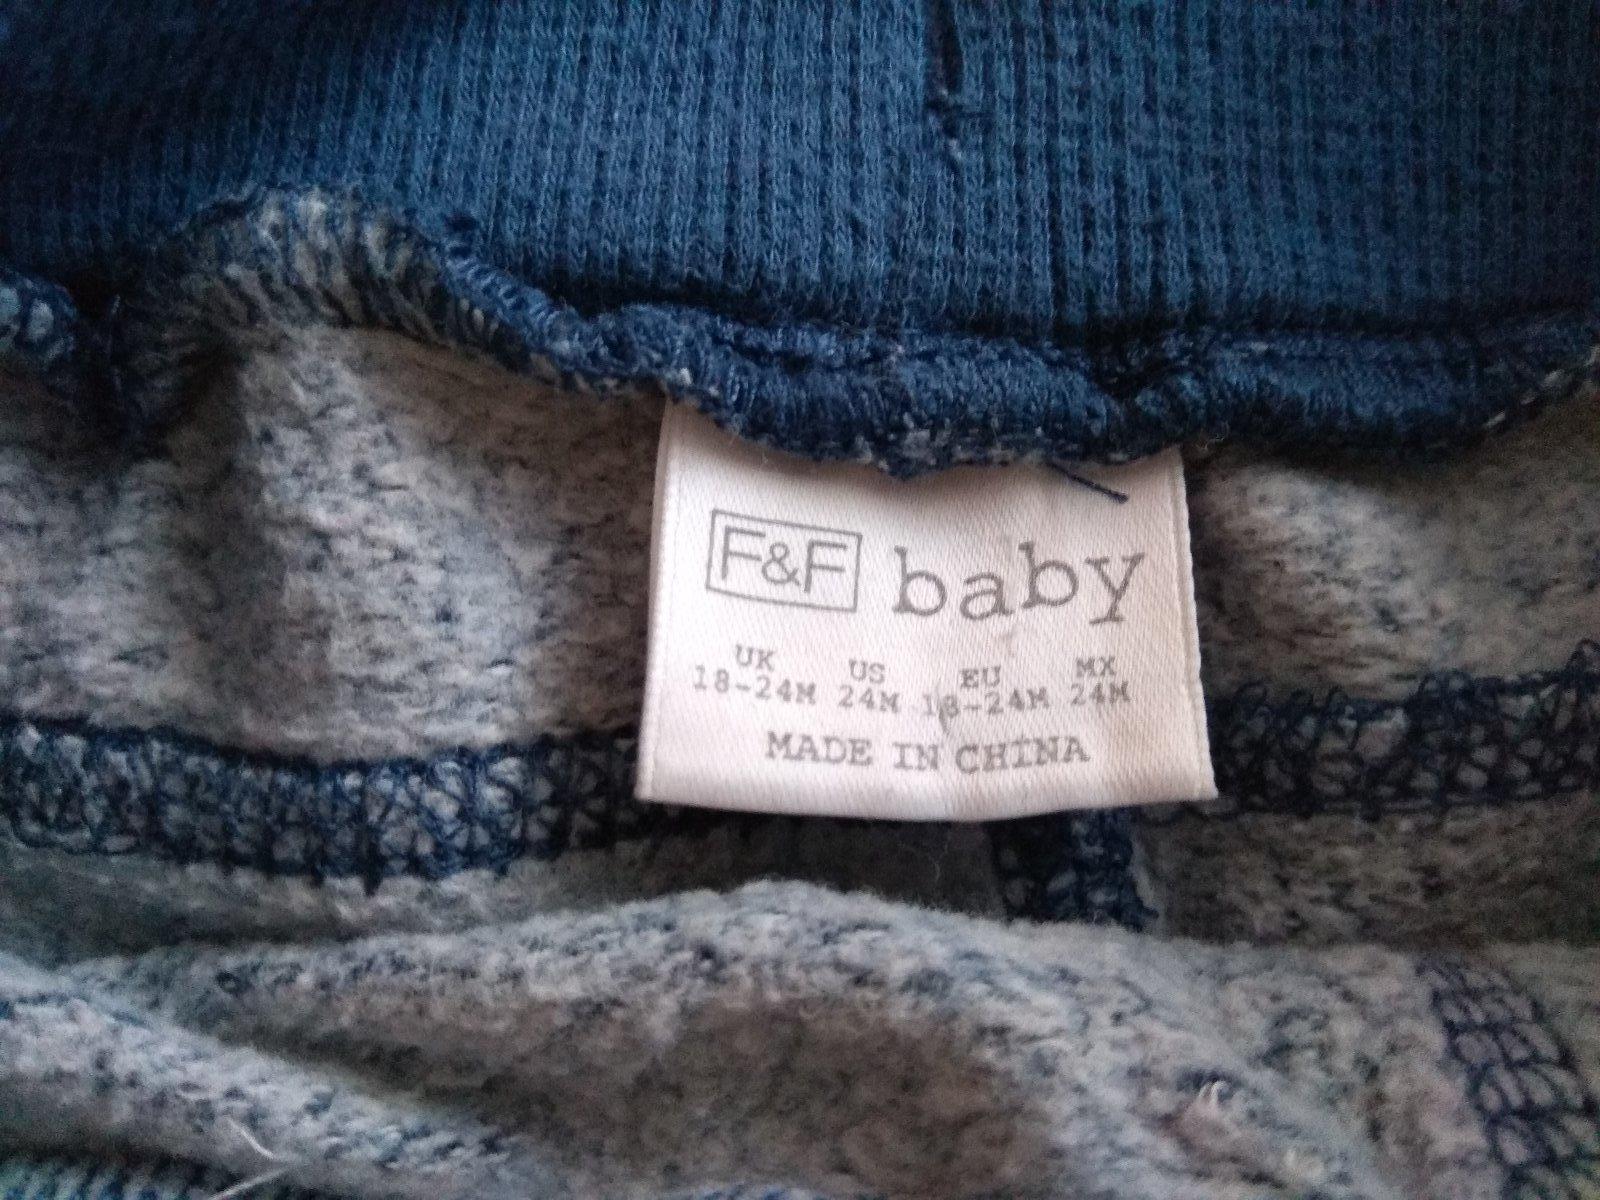 F&F baby
UK US EU MX
18-24M 24M 18-24M 24M
MADE IN CHINA